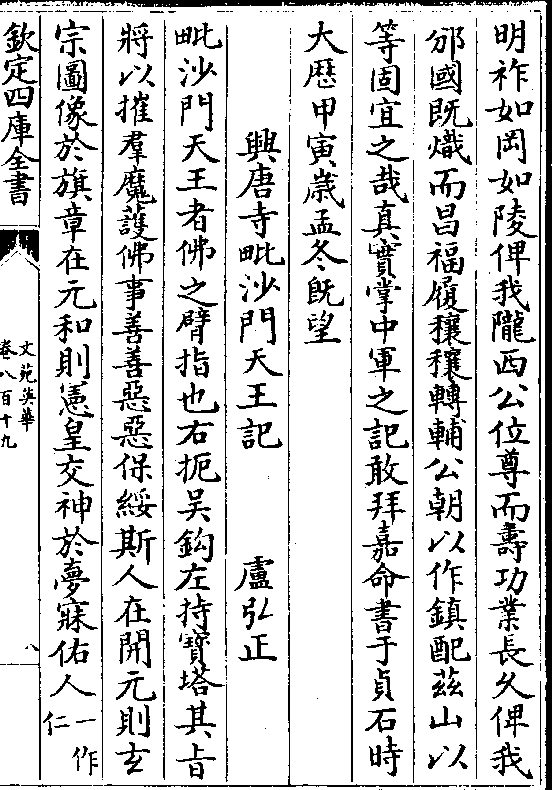 明祚如岡如陵俾我隴西公位尊而壽功業長久俾我
邠國既熾而昌福履穰穰轉輔公朝以作鎮配茲山以
等固宜之哉真實掌中軍之記敢拜嘉命書于貞石時
大歴甲寅嵗孟冬既望
興唐寺毗沙門天王記　盧弘正
毗沙門天王者佛之臂指也右扼吴鈎左持寶塔其㫖
將以摧羣魔護佛事善善惡惡保綏斯人在開元則玄
宗圖像於旗章在元和則憲皇交神於夢寐佑人一作仁
欽定四庫全書
文苑英華
卷八百十九
八